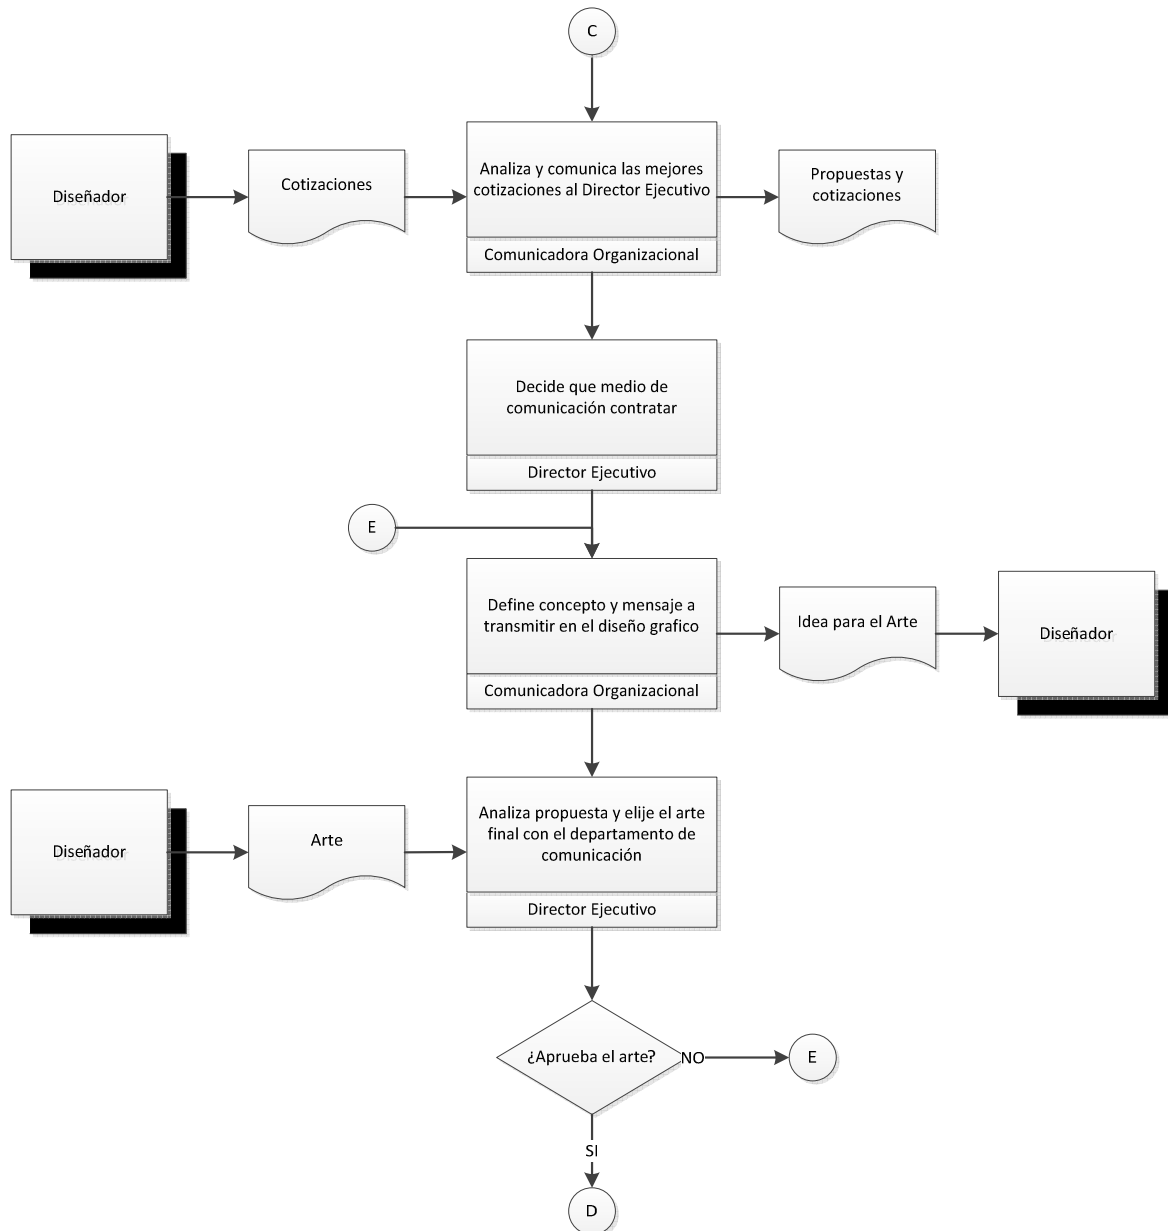 C
Diseñador
Cotizaciones
Analiza y comunica las mejores
cotizaciones al Director Ejecutivo
Comunicadora Organizacional
Propuestas y
cotizaciones
Decide que medio de
comunicación contratar
Director Ejecutivo
E
Define concepto y mensaje a
transmitir en el diseño grafico
Comunicadora Organizacional
Idea para el Arte
Diseñador
Diseñador
Arte
Analiza propuesta y elije el arte
final con el departamento de
comunicación
Director Ejecutivo
¿Aprueba el arte?
NO
E
SI
D